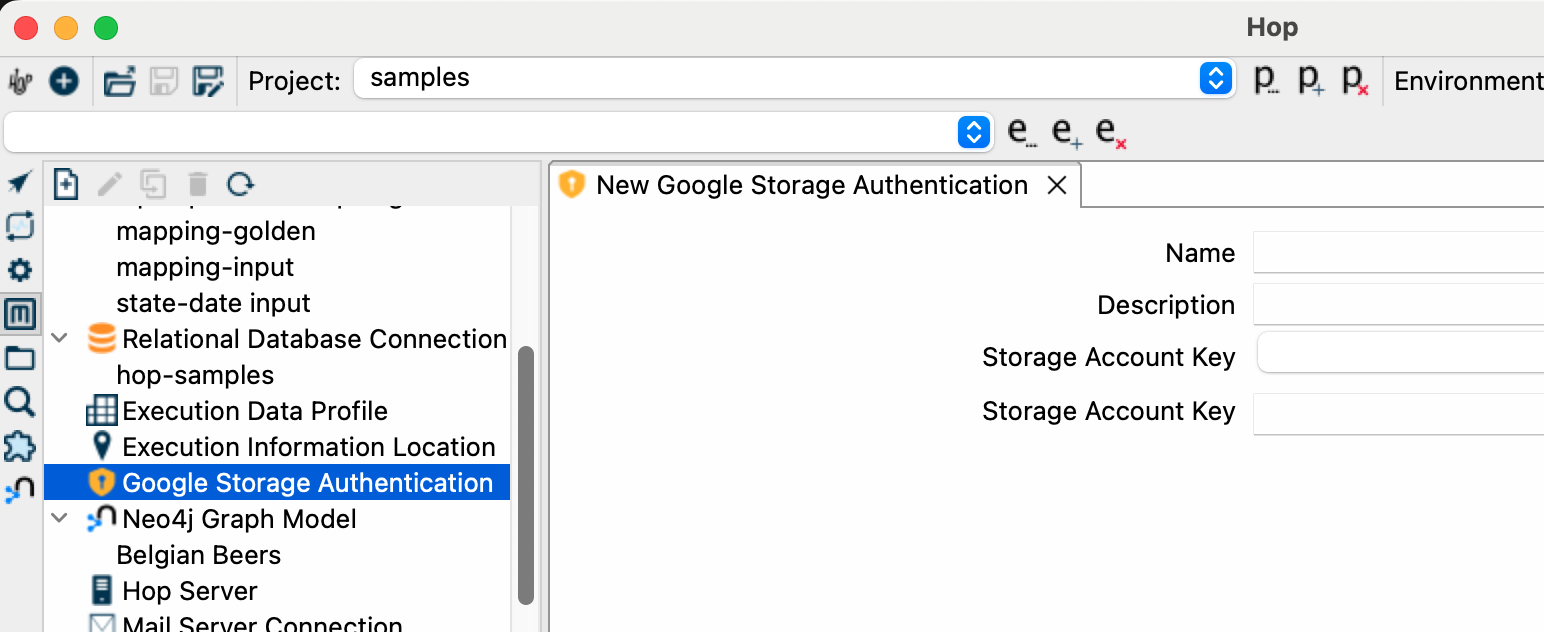 Hop
Project: samples Environment
mapping-golden
mapping-input
state-date input
Relational Database Connection
hop-samples
Execution Data Profile
Execution Information Location
Google Storage Authentication
Neo4j Graph Model
Belgian Beers
Hop Server
Mail Server Connection
New Google Storage Authentication
Name
Description
Storage Account Key
Storage Account Key